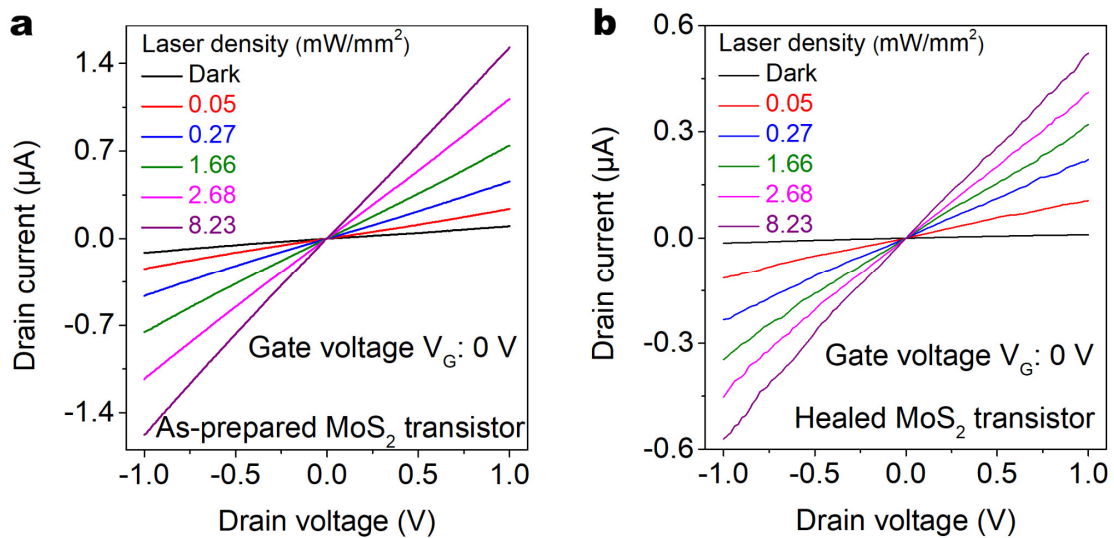 a
Laser density (mW/mm²)
Dark
0.05
0.27
1.66
2.68
8.23
1.4
0.7
0.0
-0.7
-1.4
Drain current (μA)
Gate voltage V_G: 0 V
As-prepared MoS₂ transistor
-1.0
-0.5
0.0
0.5
1.0
Drain voltage (V)
b
Laser density (mW/mm²)
Dark
0.05
0.27
1.66
2.68
8.23
0.6
0.3
0.0
-0.3
-0.6
Drain current (μA)
Gate voltage V_G: 0 V
Healed MoS₂ transistor
-1.0
-0.5
0.0
0.5
1.0
Drain voltage (V)